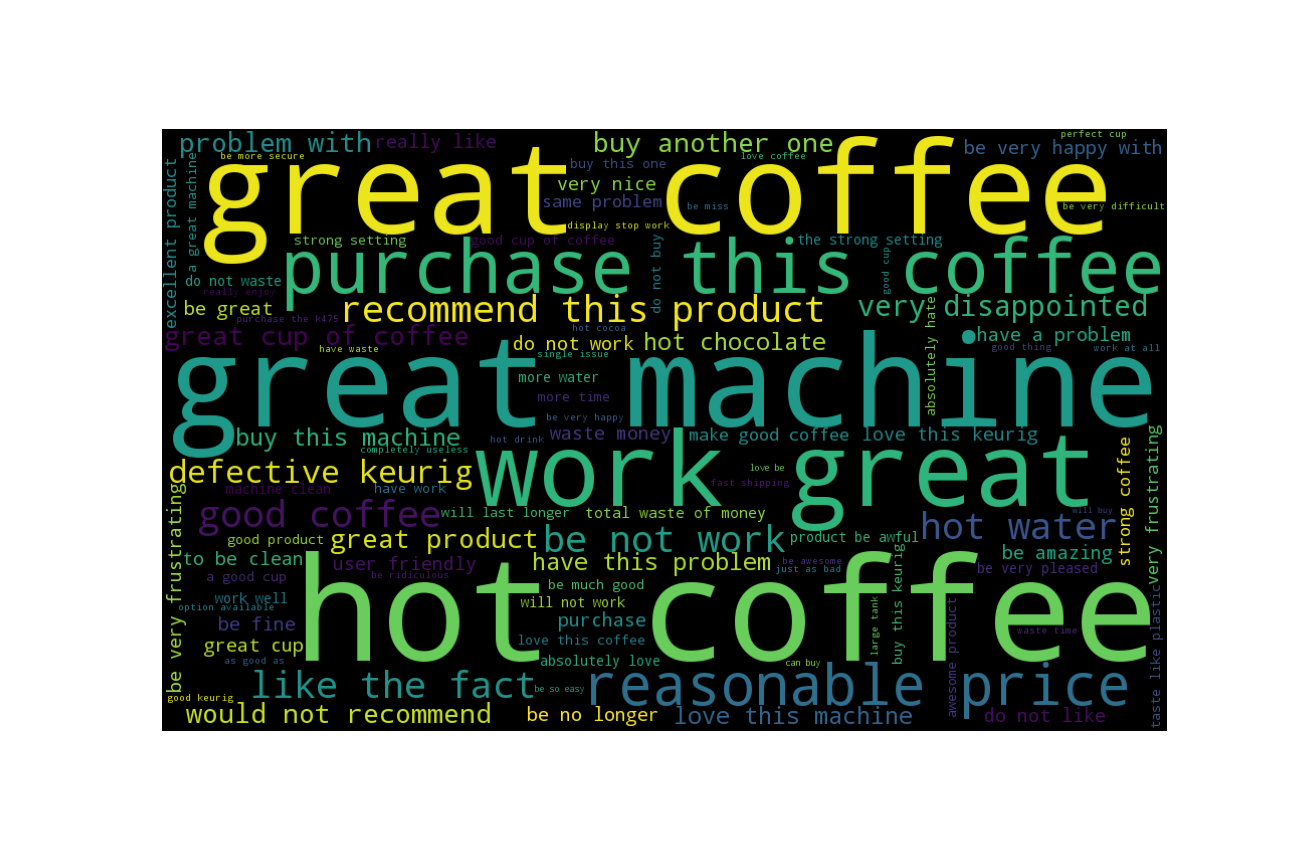 problem with
really like
buy another one
perfect cup
be very happy with
be more secure
great coffee
love coffee
buy this one
very nice
same problem
be miss
be very difficult
excellent product
a great machine
display stop work
strong setting
good cup of coffee
do not buy
the strong setting
good cup
purchase this coffee
do not waste
really enjoy
be great
recommend this product
very disappointed
purchase the k475
hot cocoa
great cup of coffee
have waste
do not work
hot chocolate
have a problem
single issue
good thing
work at all
absolutely hate
great machine
more water
more time
be very happy
buy this machine
hot drink
waste money
make good coffee
love this keurig
completely useless
work great
defective keurig
love be
machine clean
have work
fast shipping
strong coffee
very frustrating
be very frustrating
good coffee
will last longer
total waste of money
will buy
hot water
good product
great product
be not work
product be awful
to be clean
user friendly
have this problem
be awesome
be amazing
a good cup
be ridiculous
just as bad
be very pleased
be much good
hot coffee
work well
option available
will not work
buy this keurig
large tank
awesome product
taste like plastic
be fine
purchase
waste time
great cup
love this coffee
as good as
absolutely love
can buy
like the fact
be so easy
reasonable price
good keurig
would not recommend
be no longer
love this machine
do not like